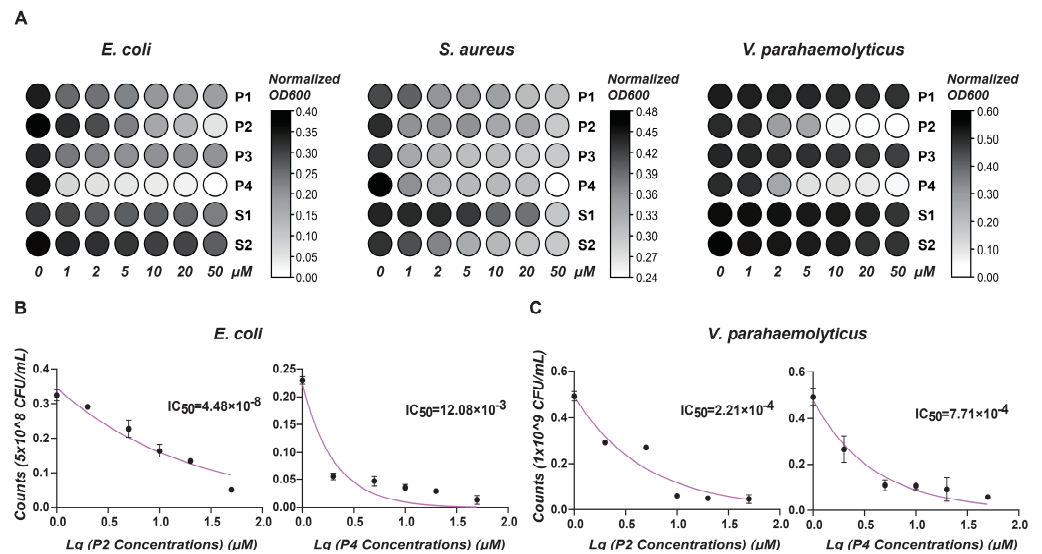 A
E. coli
S. aureus
V. parahaemolyticus
Normalized
OD600
P1
P2
P3
P4
S1
S2
0 1 2 5 10 20 50 µM
0.40
0.35
0.30
0.25
0.20
0.15
0.10
0.05
0.00
Normalized
OD600
P1
P2
P3
P4
S1
S2
0 1 2 5 10 20 50 µM
0.48
0.45
0.42
0.39
0.36
0.33
0.30
0.28
0.24
Normalized
OD600
P1
P2
P3
P4
S1
S2
0 1 2 5 10 20 50 µM
0.60
0.50
0.40
0.30
0.20
0.10
0.00
B
E. coli
Counts (5x10^8 CFU/mL)
0.4
0.3
0.2
0.1
0.0
0.0 0.5 1.0 1.5 2.0
IC50=4.48×10-8
Lg (P2 Concentrations) (µM)
0.25
0.20
0.15
0.10
0.05
0.00
0.0 0.5 1.0 1.5 2.0
IC50=12.08×10-3
Lg (P4 Concentrations) (µM)
C
V. parahaemolyticus
Counts (1x10^9 CFU/mL)
0.6
0.4
0.2
0.0
0.0 0.5 1.0 1.5 2.0
IC50=2.21×10-4
Lg (P2 Concentrations) (µM)
0.6
0.4
0.2
0.0
0.0 0.5 1.0 1.5 2.0
IC50=7.71×10-4
Lg (P4 Concentrations) (µM)